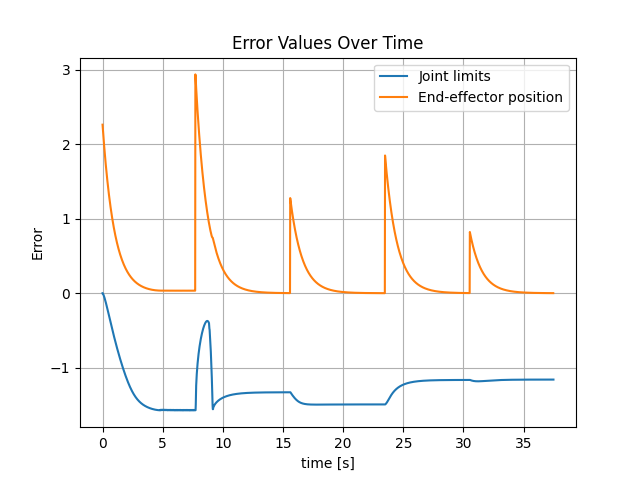 Error Values Over Time
Joint limits
End-effector position
3
2
1
0
−1
Error
0 5 10 15 20 25 30 35
time [s]